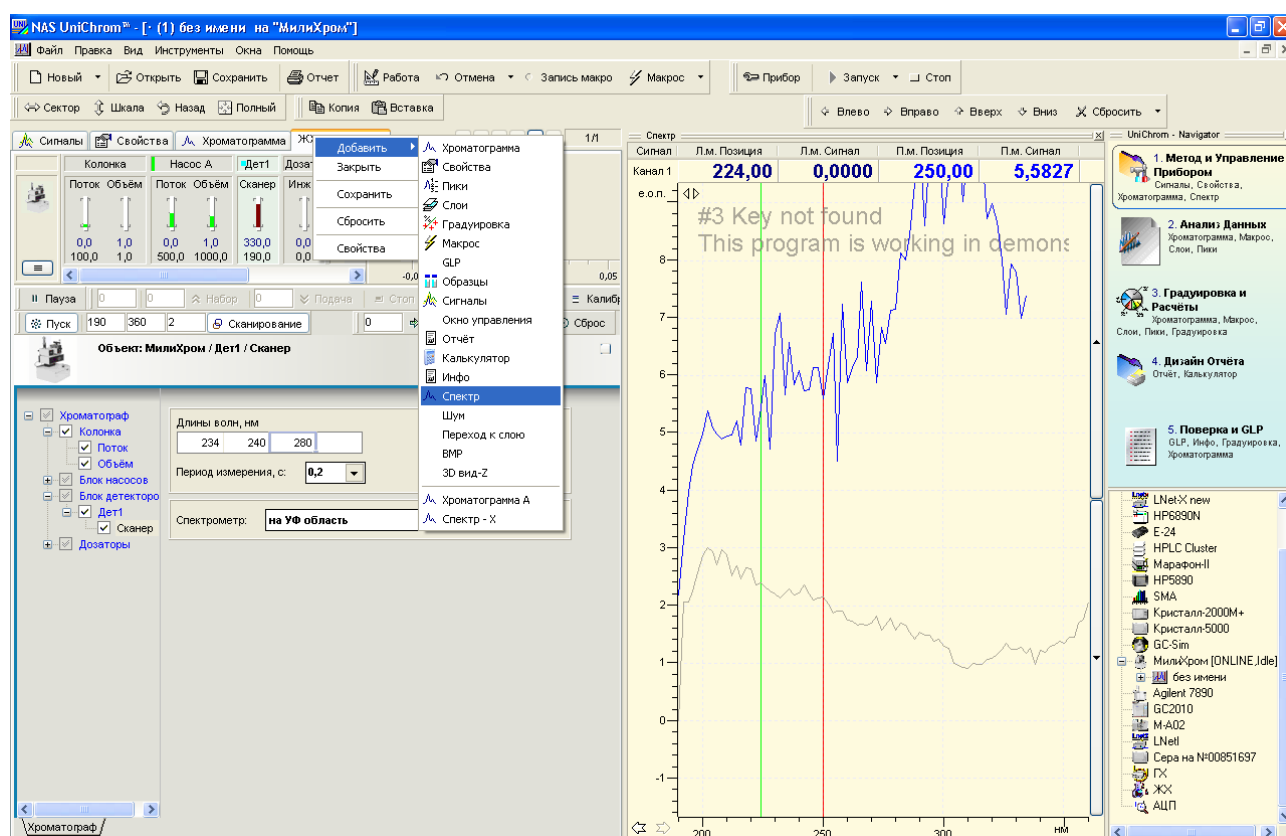 NAS UniChrom™ - [· (1) без имени на "МилиХром"]
Файл Правка Вид Инструменты Окна Помощь
Новый Открыть Сохранить Отчет Работа Отмена Запись макро Макрос Прибор Запуск Стоп
Сектор Шкала Назад Полный Копия Вставка Влево Вправо Вверх Вниз Сбросить
Сигналы Свойства Хроматограмма 1/1
Колонка Насос А Дет1
Поток Объём Поток Объём Сканер
0,0 1,0 0,0 1,0 330,0 0,0
100,0 1,0 500,0 1000,0 190,0 0,0
0,05
Пауза 0 0 Набор 0 Подача Стоп
Пуск 190 360 2 Сканирование 0 Сброс
Объект: МилиХром / Дет1 / Сканер
Хроматограф
Колонка
Поток
Объём
Блок насосов
Блок детекторо
Дет1
Сканер
Дозаторы
Длины волн, нм
234 240 280
Период измерения, с: 0,2
Спектрометр: на УФ область
Хроматограф
Добавить
Закрыть
Сохранить
Сбросить
Свойства
Хроматограмма
Свойства
Пики
Слои
Градуировка
Макрос
GLP
Образцы
Сигналы
Окно управления
Отчёт
Калькулятор
Инфо
Спектр
Шум
Переход к слою
BMP
3D вид-Z
Хроматограмма А
Спектр - X
Спектр
Сигнал Л.м. Позиция Л.м. Сигнал П.м. Позиция П.м. Сигнал
Канал 1 224,00 0,0000 250,00 5,5827
е.о.п.
#3 Key not found
This program is working in demons
8
7
6
5
4
3
2
1
0
-1
200 250 300 нм
UniChrom - Navigator
1. Метод и Управление
Прибором
Сигналы, Свойства,
Хроматограмма, Спектр
2. Анализ Данных
Хроматограмма, Макрос,
Слои, Пики
3. Градуировка и
Расчёты
Хроматограмма, Макрос,
Слои, Пики, Градуировка
4. Дизайн Отчёта
Отчёт, Калькулятор
5. Поверка и GLP
GLP, Инфо, Градуировка,
Хроматограмма
LNet-X new
HP6890N
E-24
HPLC Cluster
Марафон-II
HP5890
SMA
Кристалл-2000М+
Кристалл-5000
GC-Sim
МилиХром [ONLINE,Idle]
без имени
Agilent 7890
GC2010
M-A02
LNetI
Сера на №00851697
ГХ
ЖХ
АЦП